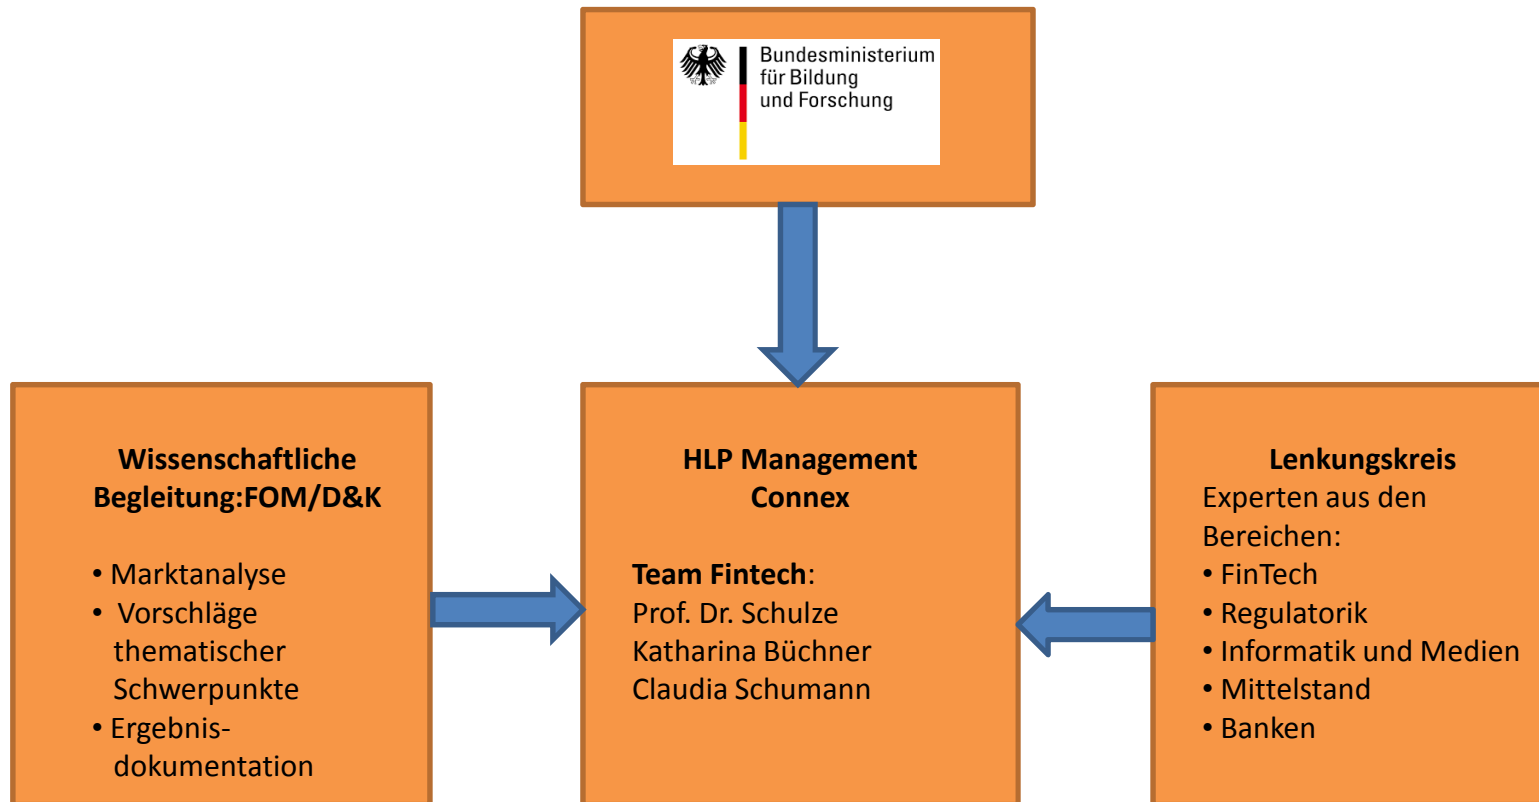 Bundesministerium
für Bildung
und Forschung
Wissenschaftliche
Begleitung:FOM/D&K
• Marktanalyse
• Vorschläge
thematischer
Schwerpunkte
• Ergebnis-
dokumentation
HLP Management
Connex
Team Fintech:
Prof. Dr. Schulze
Katharina Büchner
Claudia Schumann
Lenkungskreis
Experten aus den
Bereichen:
• FinTech
• Regulatorik
• Informatik und Medien
• Mittelstand
• Banken